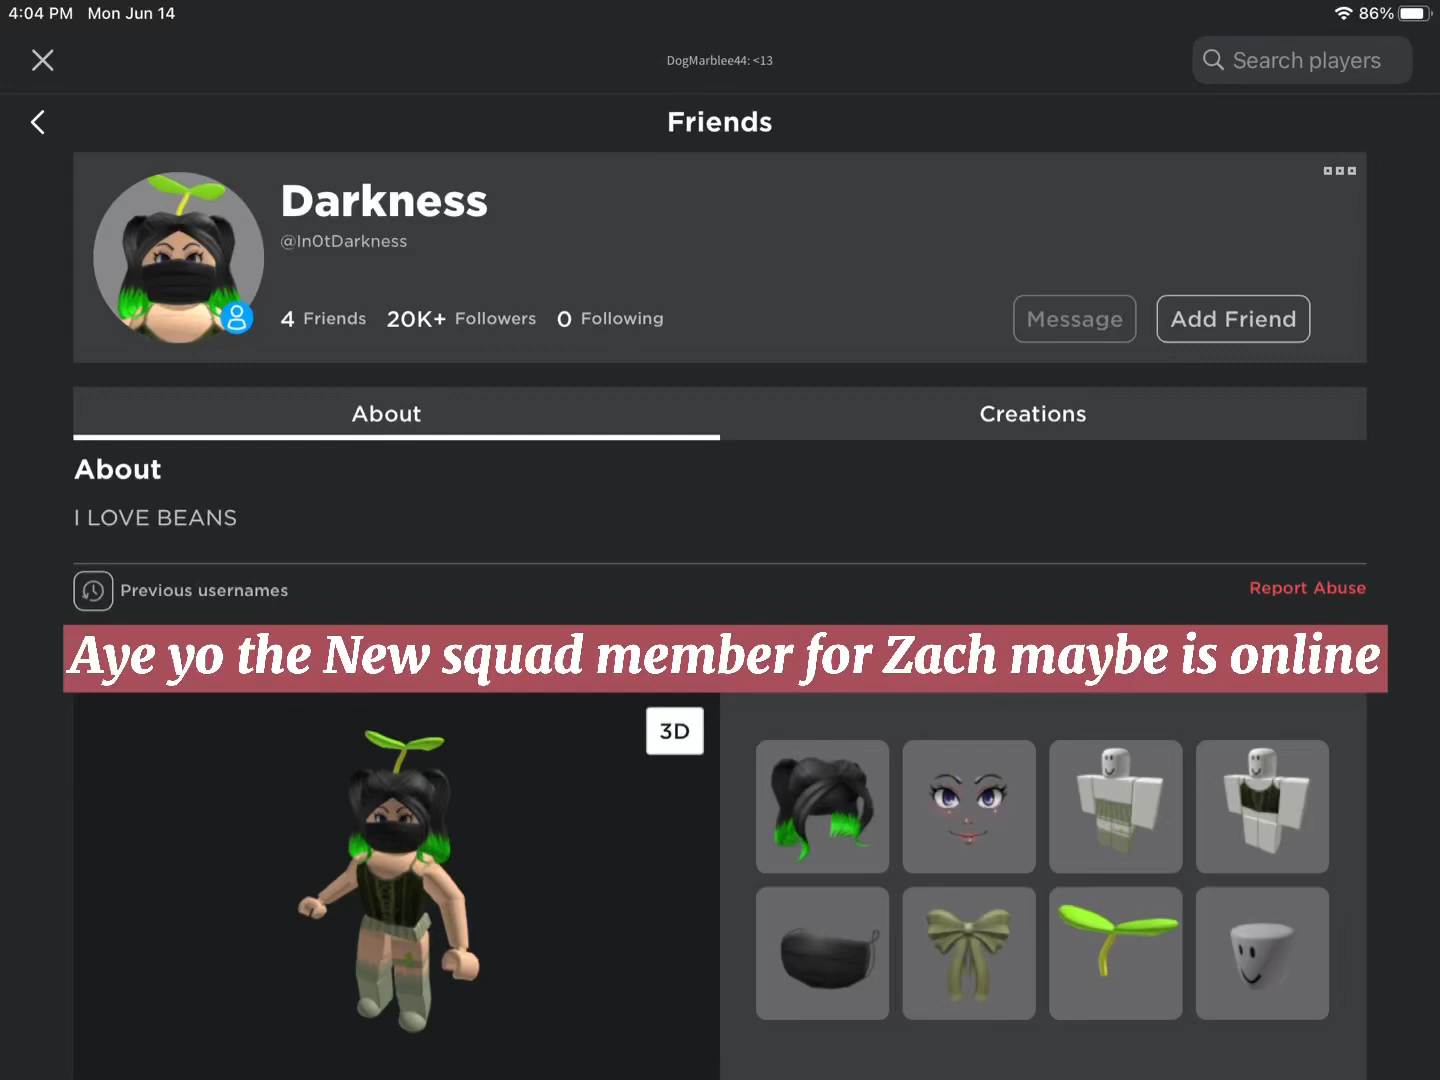 4:04 PM Mon Jun 14 86%
DogMarblee44: <13
Search players
Friends
Darkness
@In0tDarkness
4 Friends 20K+ Followers 0 Following
Message Add Friend
About Creations
About
I LOVE BEANS
Previous usernames
Report Abuse
Aye yo the New squad member for Zach maybe is online
3D